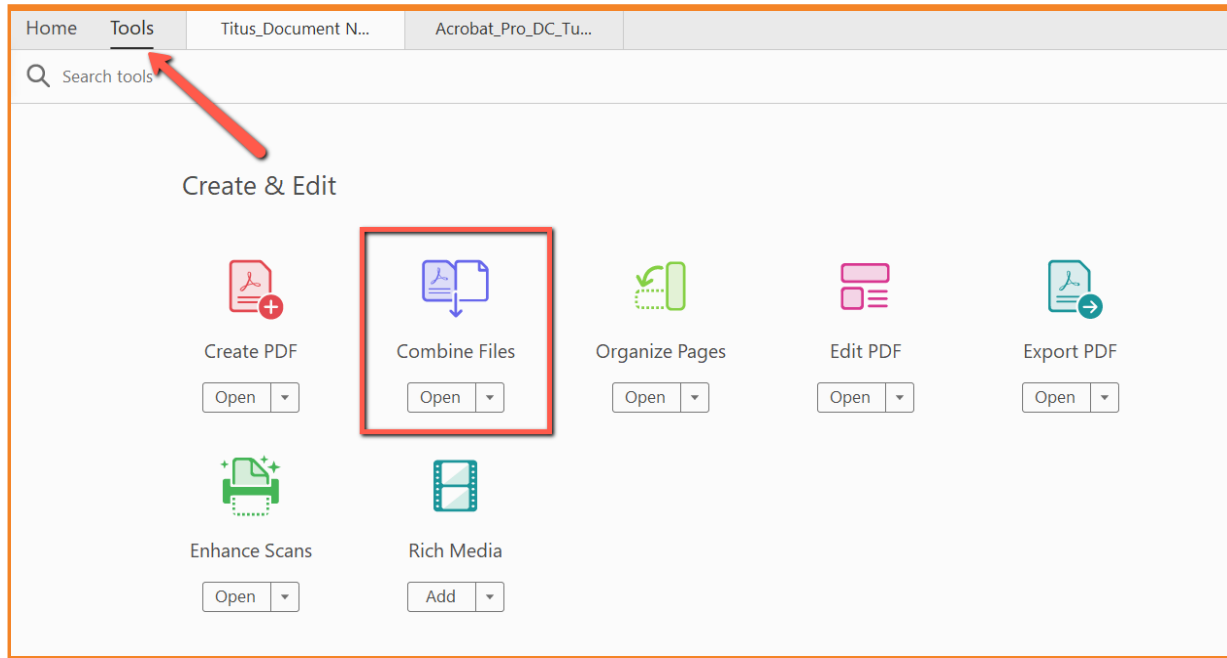 Home Tools Titus_Document N... Acrobat_Pro_DC_Tu...
Search tools
Create & Edit
Create PDF Combine Files Organize Pages Edit PDF Export PDF
Open Open Open Open Open
Enhance Scans Rich Media
Open Add